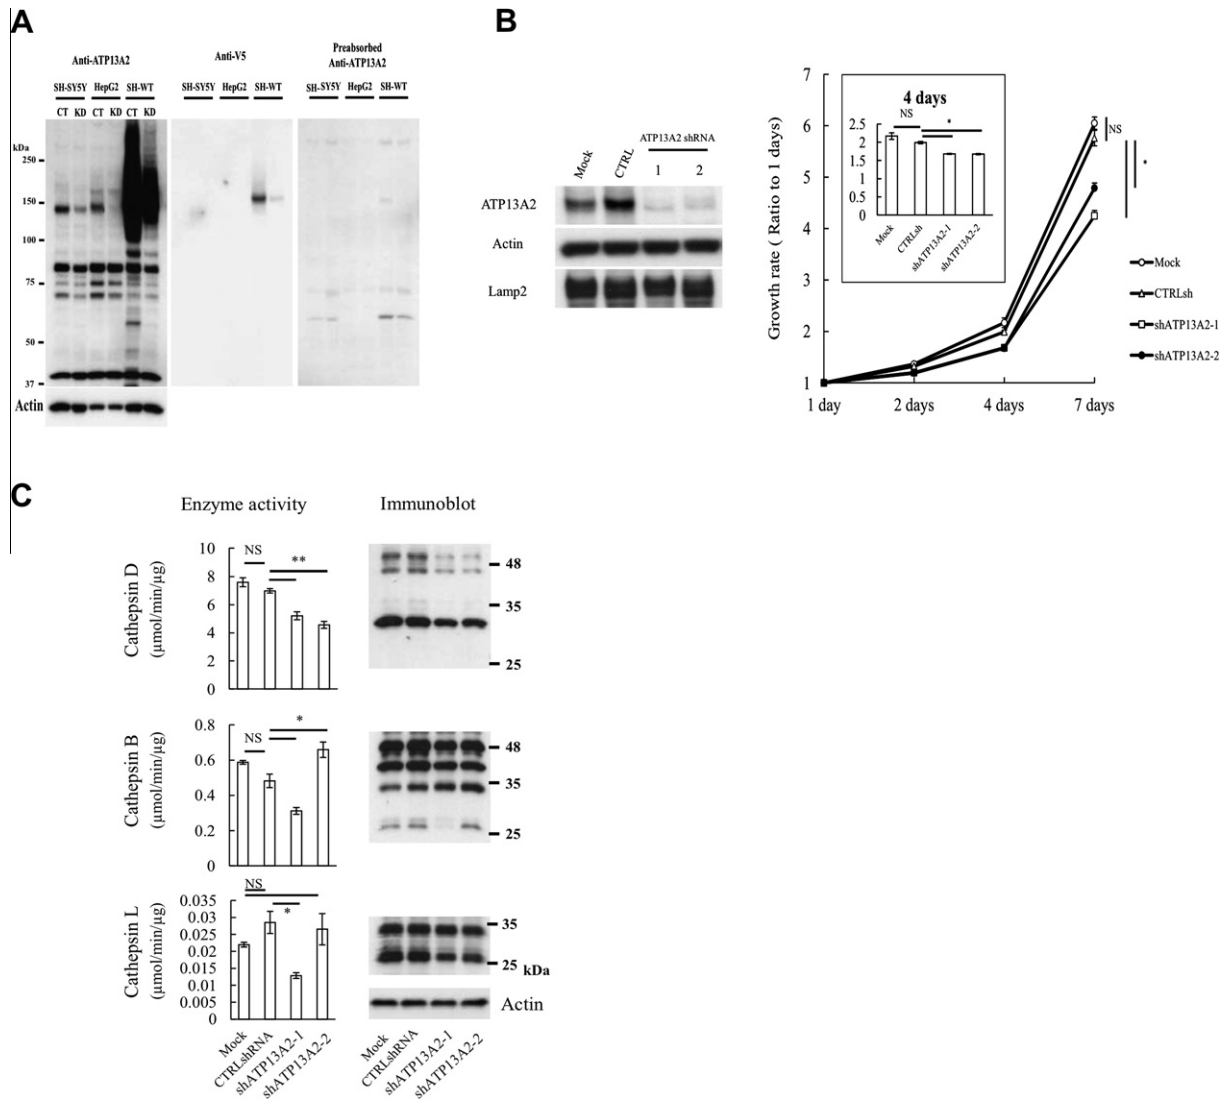 A
Anti-ATP13A2
Anti-V5
Preabsorbed
Anti-ATP13A2
SH-SY5Y HepG2 SH-WT
SH-SY5Y HepG2 SH-WT
SH-SY5Y HepG2 SH-WT
CT KD CT KD CT KD
kDa
250
150
100
75
50
37
Actin
B
Mock
CTRL
ATP13A2 shRNA
1 2
ATP13A2
Actin
Lamp2
Growth rate ( Ratio to 1 days)
7
6
5
4
3
2
1
1 day 2 days 4 days 7 days
4 days
NS *
2.5
2
1.5
1
0.5
0
Mock
CTRLsh
shATP13A2-1
shATP13A2-2
NS
*
Mock
CTRLsh
shATP13A2-1
shATP13A2-2
C
Enzyme activity
Immunoblot
Cathepsin D
(µmol/min/µg)
10
8
6
4
2
0
NS **
48
35
25
Cathepsin B
(µmol/min/µg)
0.8
0.6
0.4
0.2
0
NS *
48
35
25
Cathepsin L
(µmol/min/µg)
0.035
0.03
0.025
0.02
0.015
0.01
0.005
0
NS
*
35
25 kDa
Actin
Mock
CTRLshRNA
shATP13A2-1
shATP13A2-2
Mock
CTRLshRNA
shATP13A2-1
shATP13A2-2